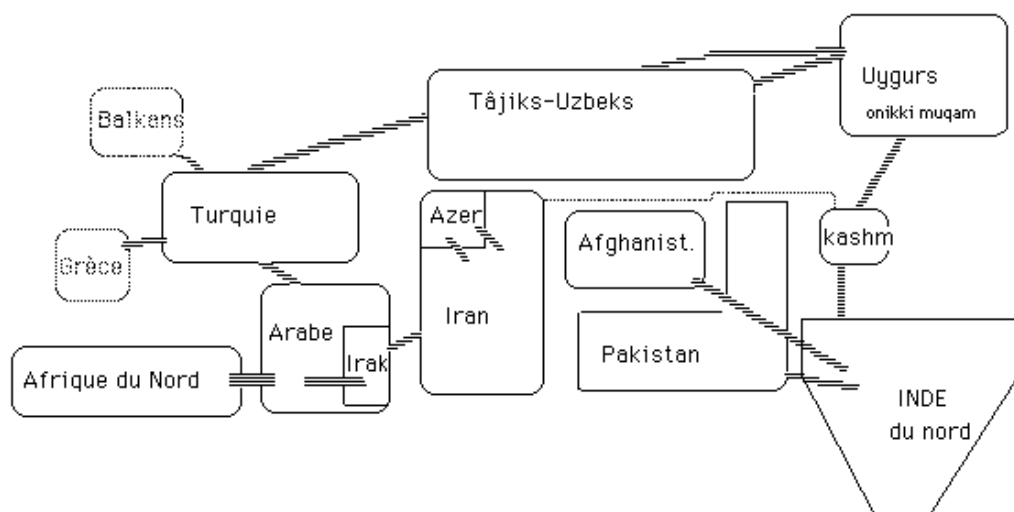 Tâjiks-Uzbeks
Uygurs
onikki muqam
Balkans
Turquie
Azer
Afghanist.
kashm
Grèce
Iran
Arabe
Irak
Pakistan
Afrique du Nord
INDE
du nord